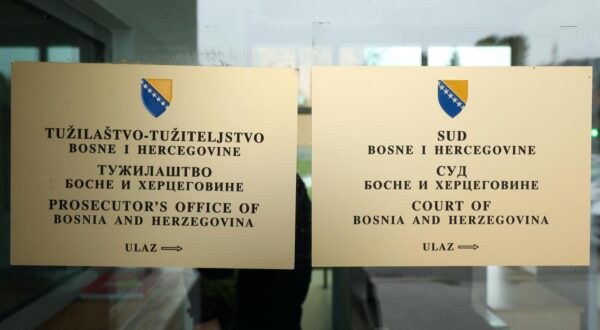 TUŽILAŠTVO-TUŽITELJSTVO
BOSNE I HERCEGOVINE
ТУЖИЛАШТВО
БОСНЕ И ХЕРЦЕГОВИНЕ
PROSECUTOR'S OFFICE OF
BOSNIA AND HERZEGOVINA
ULAZ
SUD
BOSNE I HERCEGOVINE
СУД
БОСНЕ И ХЕРЦЕГОВИНЕ
COURT OF
BOSNIA AND HERZEGOVINA
ULAZ